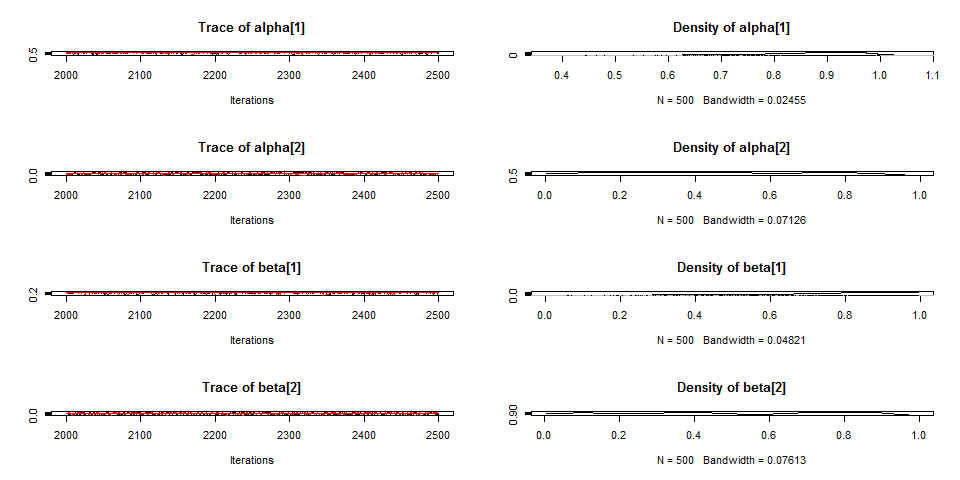 Trace of alpha[1]
0.5
2000 2100 2200 2300 2400 2500
Iterations
Density of alpha[1]
0
0.4 0.5 0.6 0.7 0.8 0.9 1.0 1.1
N = 500 Bandwidth = 0.02455
Trace of alpha[2]
0.0
2000 2100 2200 2300 2400 2500
Iterations
Density of alpha[2]
0.5
0.0 0.2 0.4 0.6 0.8 1.0
N = 500 Bandwidth = 0.07126
Trace of beta[1]
0.2
2000 2100 2200 2300 2400 2500
Iterations
Density of beta[1]
0.0
0.0 0.2 0.4 0.6 0.8 1.0
N = 500 Bandwidth = 0.04821
Trace of beta[2]
0.0
2000 2100 2200 2300 2400 2500
Iterations
Density of beta[2]
0.90
0.0 0.2 0.4 0.6 0.8 1.0
N = 500 Bandwidth = 0.07613